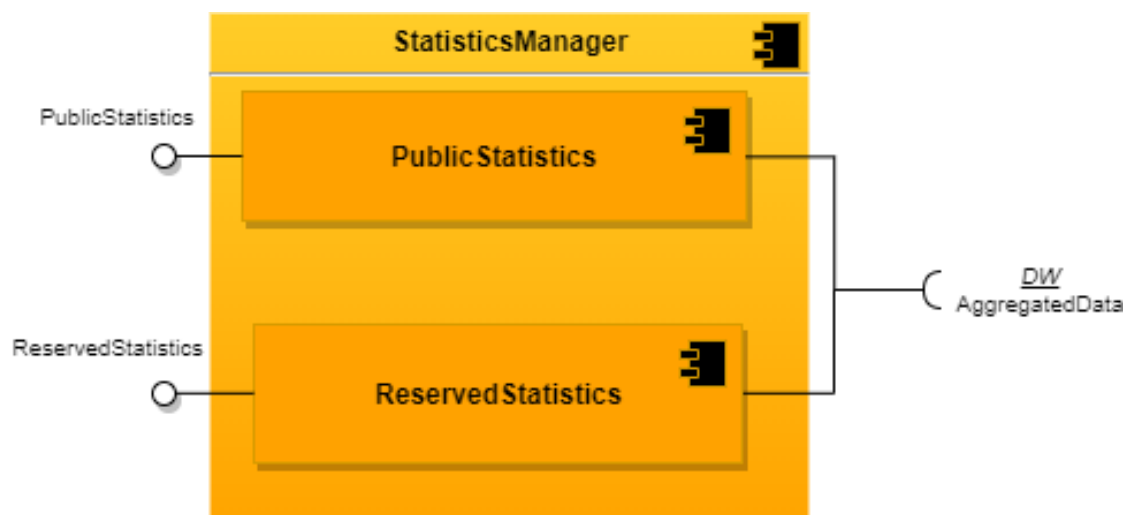 StatisticsManager
PublicStatistics
PublicStatistics
DW
AggregatedData
ReservedStatistics
ReservedStatistics